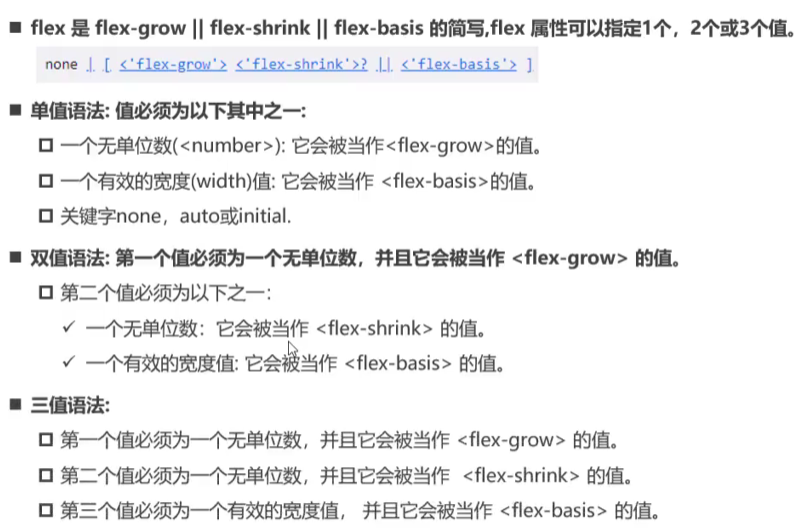 flex 是 flex-grow || flex-shrink || flex-basis 的简写,flex 属性可以指定1个，2个或3个值。
none | [ <'flex-grow'> <'flex-shrink'>? || <'flex-basis'> ]
单值语法: 值必须为以下其中之一:
一个无单位数(<number>): 它会被当作<flex-grow>的值。
一个有效的宽度(width)值: 它会被当作 <flex-basis>的值。
关键字none，auto或initial.
双值语法: 第一个值必须为一个无单位数，并且它会被当作 <flex-grow> 的值。
第二个值必须为以下之一：
✓ 一个无单位数：它会被当作 <flex-shrink> 的值。
✓ 一个有效的宽度值: 它会被当作 <flex-basis> 的值。
三值语法:
第一个值必须为一个无单位数，并且它会被当作 <flex-grow> 的值。
第二个值必须为一个无单位数，并且它会被当作 <flex-shrink> 的值。
第三个值必须为一个有效的宽度值， 并且它会被当作 <flex-basis> 的值。